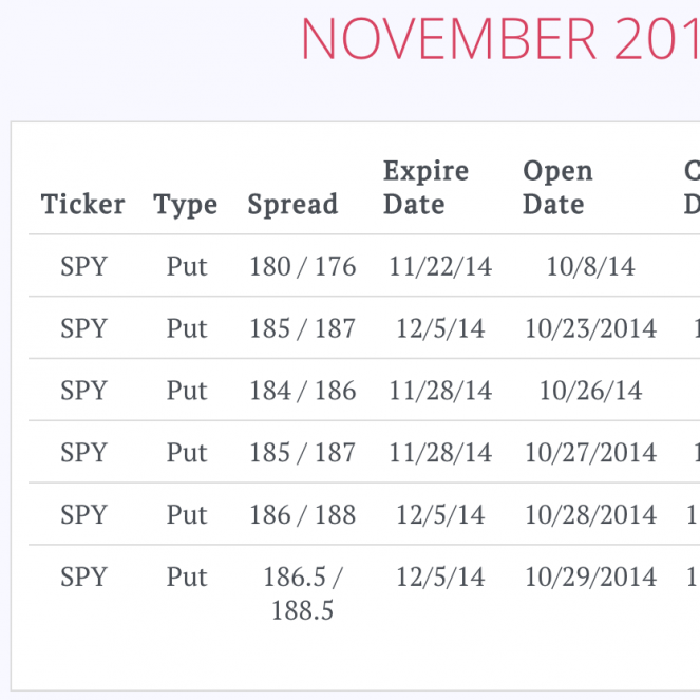 NOVEMBER 201
Expire Open C
Ticker Type Spread Date Date D
SPY Put 180 / 176 11/22/14 10/8/14
SPY Put 185 / 187 12/5/14 10/23/2014 1
SPY Put 184 / 186 11/28/14 10/26/14
SPY Put 185 / 187 11/28/14 10/27/2014 1
SPY Put 186 / 188 12/5/14 10/28/2014 1
SPY Put 186.5 / 12/5/14 10/29/2014 1
188.5